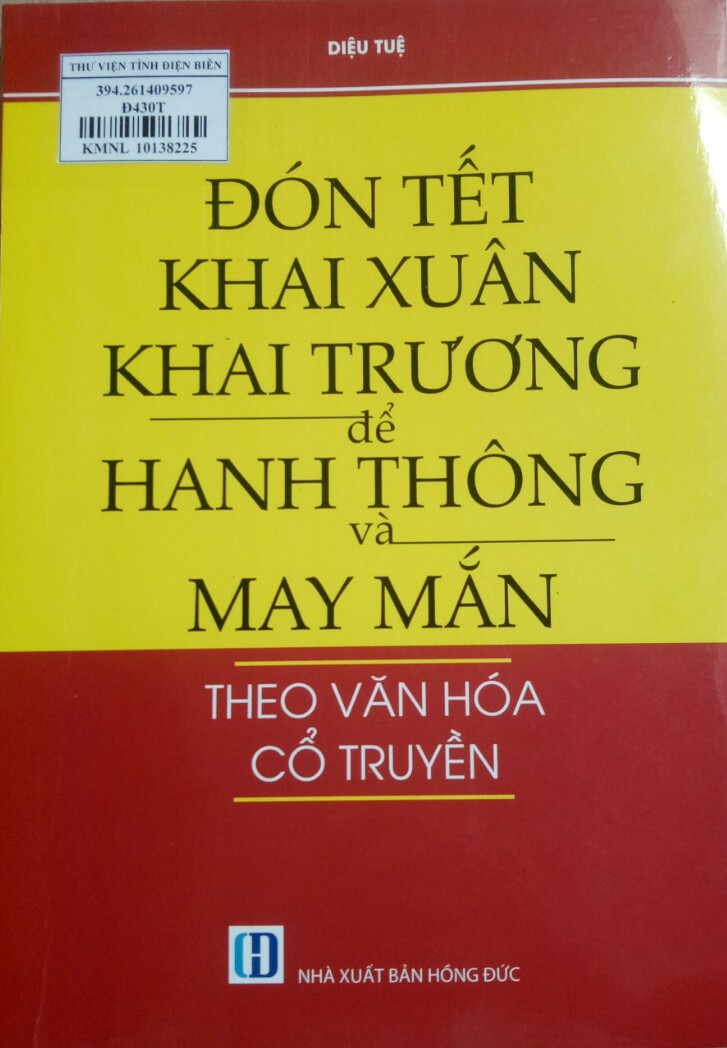 DIỆU TUỆ
THƯ VIỆN TỈNH ĐIỆN BIÊN
394.261409597
Đ430T
KMNL 10138225
ĐÓN TẾT
KHAI XUÂN
KHAI TRƯƠNG
để
HANH THÔNG
và
MAY MẮN
THEO VĂN HÓA
CỔ TRUYỀN
NHÀ XUẤT BẢN HỒNG ĐỨC